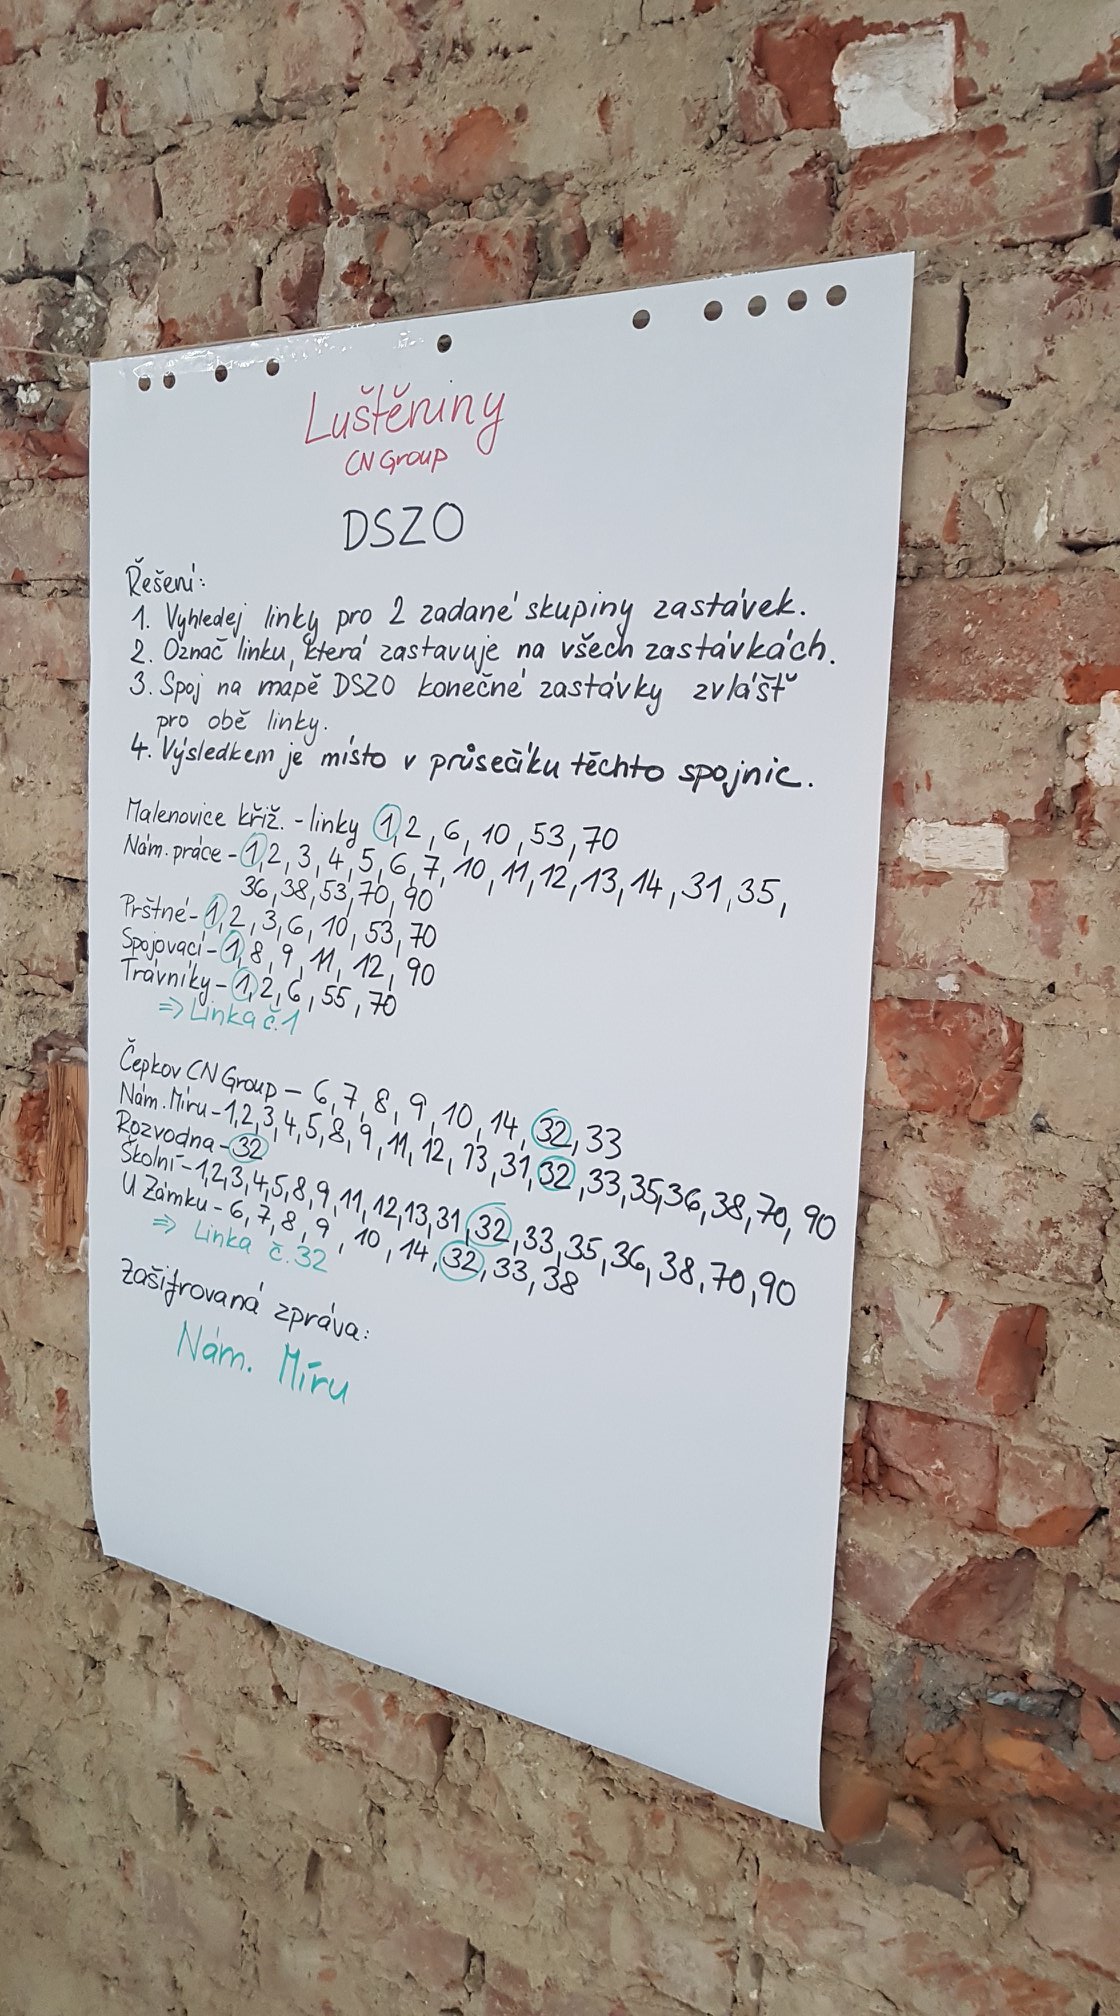 Luštěniny
CN Group
DSZO
Řešení:
1. Vyhledej linky pro 2 zadané skupiny zastávek.
2. Označ linku, která zastavuje na všech zastávkách.
3. Spoj na mapě DSZO konečné zastávky zvlášť
pro obě linky.
4. Výsledkem je místo v průsečíku těchto spojnic.
Malenovice křiž. - linky 1, 2, 6, 10, 53, 70
Nám. práce - 1, 2, 3, 4, 5, 6, 7, 10, 11, 12, 13, 14, 31, 35,
36, 38, 53, 70, 90
Prštné - 1, 2, 3, 6, 10, 53, 70
Spojovací - 1, 8, 9, 11, 12, 90
Trávníky - 1, 2, 6, 55, 70
=> Linka č. 1
Čepkov CN Group - 6, 7, 8, 9, 10, 14, 32, 33
Nám. Míru - 1, 2, 3, 4, 5, 8, 9, 11, 12, 13, 31, 32, 33, 35, 36, 38, 70, 90
Rozvodna - 32
Školní - 1, 2, 3, 4, 5, 8, 9, 11, 12, 13, 31, 32, 33, 35, 36, 38, 70, 90
U Zámku - 6, 7, 8, 9, 10, 14, 32, 33, 38
=> Linka č. 32
Zašifrovaná zpráva:
Nám. Míru